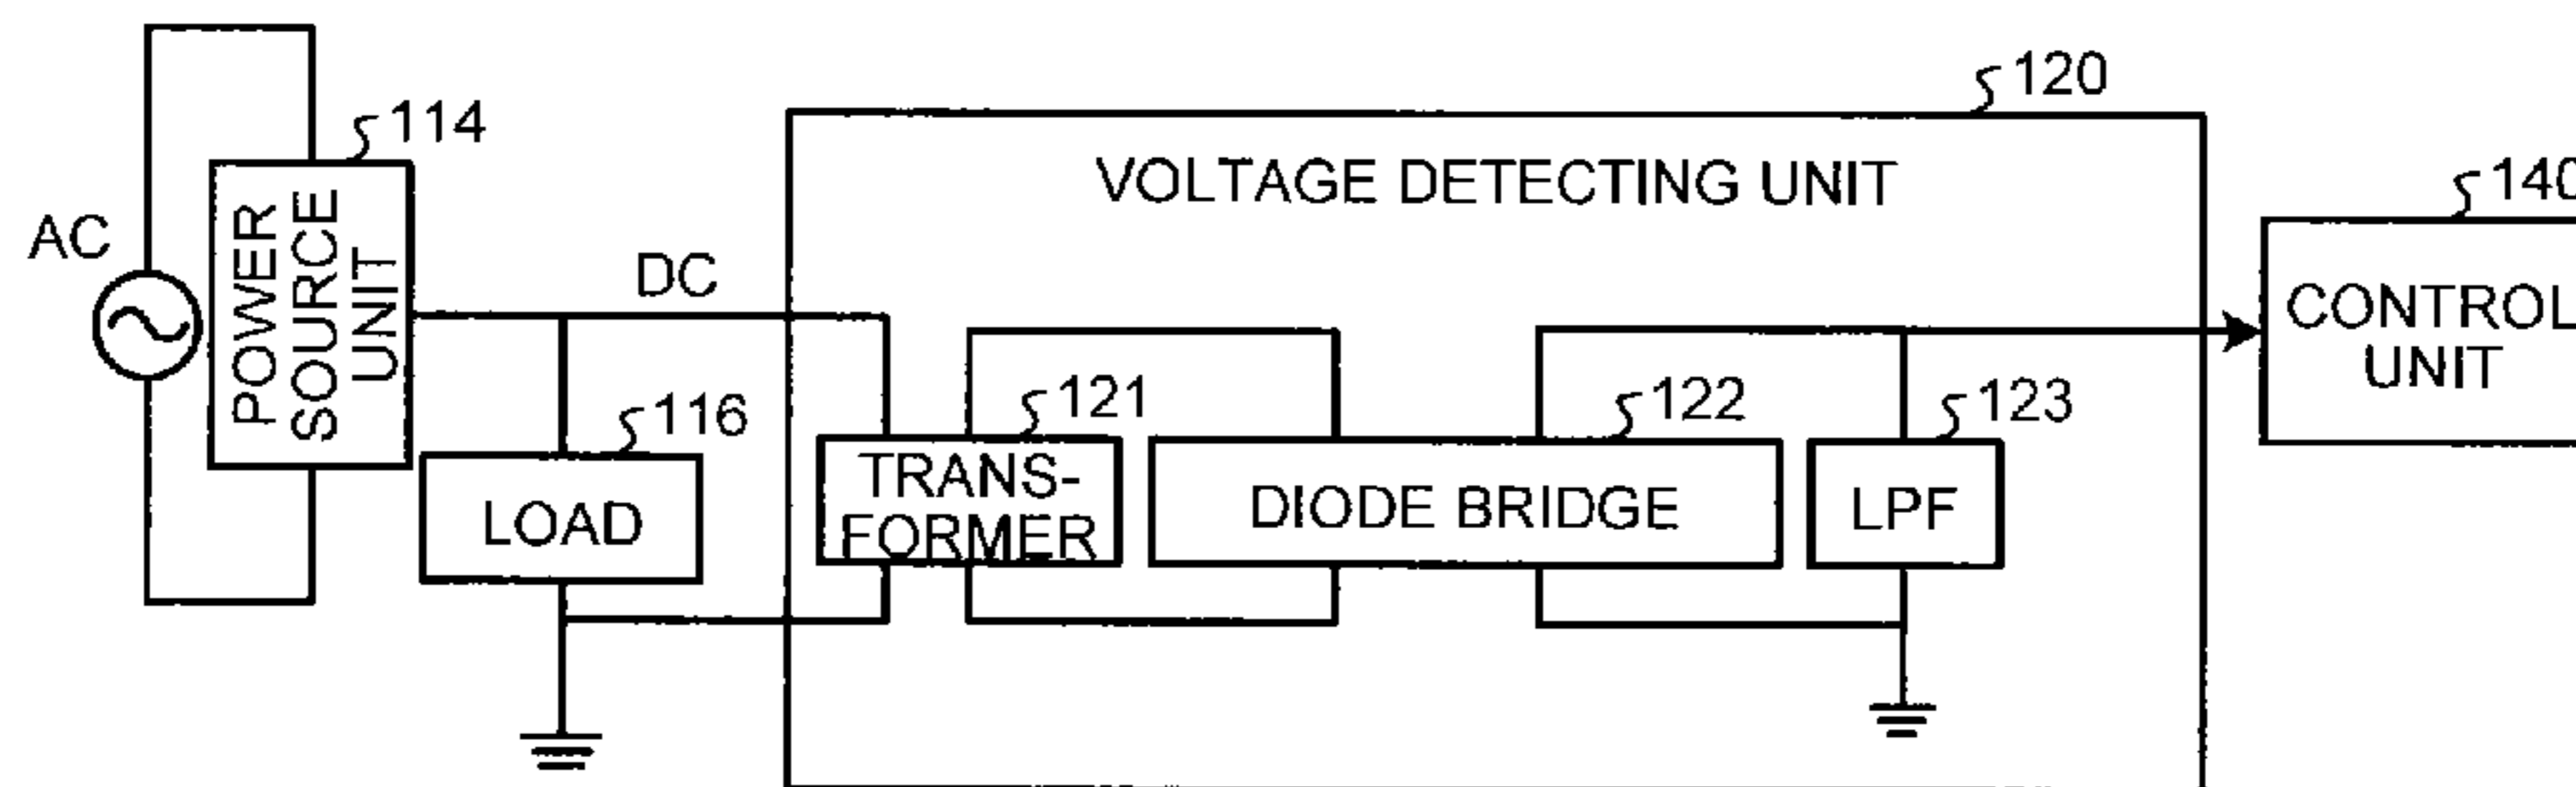 120
114
VOLTAGE DETECTING UNIT
140
AC
POWER
SOURCE
UNIT
DC
CONTROL
UNIT
116
121
122
123
LOAD
TRANS-
FORMER
DIODE BRIDGE
LPF